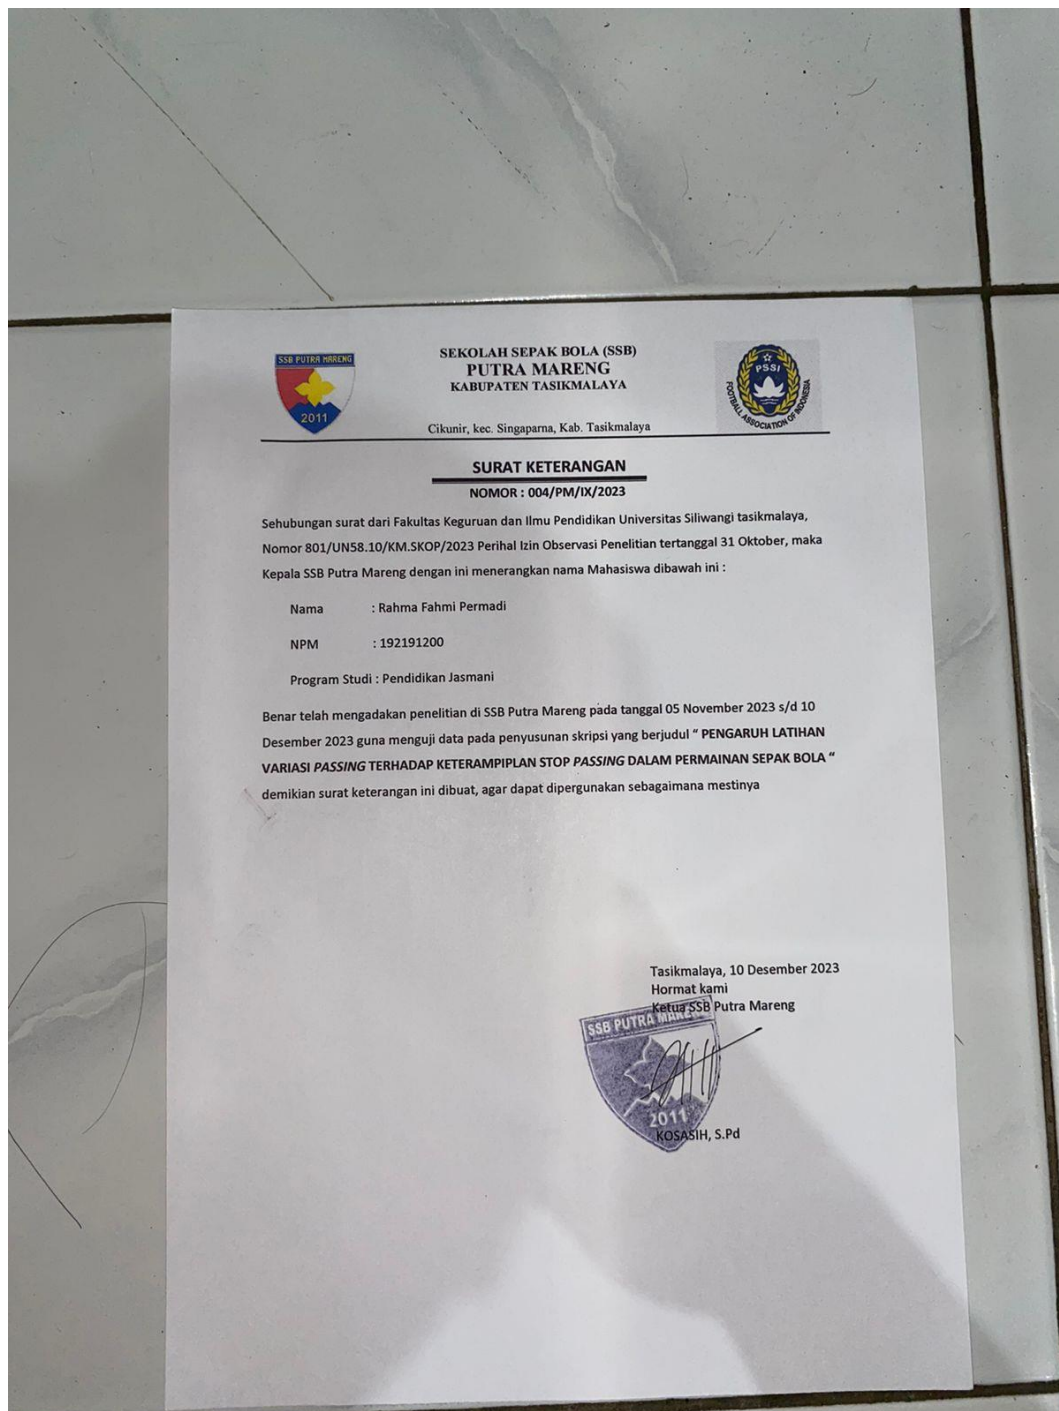 SSB PUTRA MARENG
2011
SEKOLAH SEPAK BOLA (SSB)
PUTRA MARENG
KABUPATEN TASIKMALAYA
Cikunir, kec. Singaparna, Kab. Tasikmalaya
PSSI
FOOTBALL ASSOCIATION OF INDONESIA
SURAT KETERANGAN
NOMOR : 004/PM/IX/2023
Sehubungan surat dari Fakultas Keguruan dan Ilmu Pendidikan Universitas Siliwangi tasikmalaya,
Nomor 801/UN58.10/KM.SKOP/2023 Perihal Izin Observasi Penelitian tertanggal 31 Oktober, maka
Kepala SSB Putra Mareng dengan ini menerangkan nama Mahasiswa dibawah ini :
Nama : Rahma Fahmi Permadi
NPM : 192191200
Program Studi : Pendidikan Jasmani
Benar telah mengadakan penelitian di SSB Putra Mareng pada tanggal 05 November 2023 s/d 10
Desember 2023 guna menguji data pada penyusunan skripsi yang berjudul “ PENGARUH LATIHAN
VARIASI PASSING TERHADAP KETERAMPIPLAN STOP PASSING DALAM PERMAINAN SEPAK BOLA “
demikian surat keterangan ini dibuat, agar dapat dipergunakan sebagaimana mestinya
Tasikmalaya, 10 Desember 2023
Hormat kami
Ketua SSB Putra Mareng
SSB PUTRA MARENG
2011
KOSASIH, S.Pd